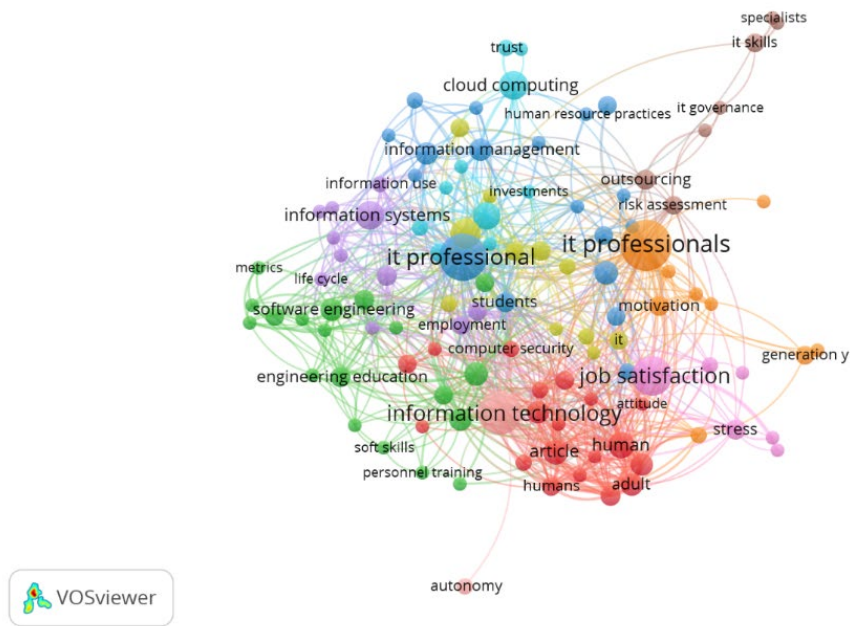 specialists
it skills
trust
cloud computing
it governance
human resource practices
information management
outsourcing
information use
investments
risk assessment
information systems
it professionals
it professional
metrics
life cycle
students
motivation
software engineering
employment
it
computer security
generation y
engineering education
job satisfaction
attitude
information technology
stress
soft skills
article
human
personnel training
humans
adult
autonomy
VOSviewer